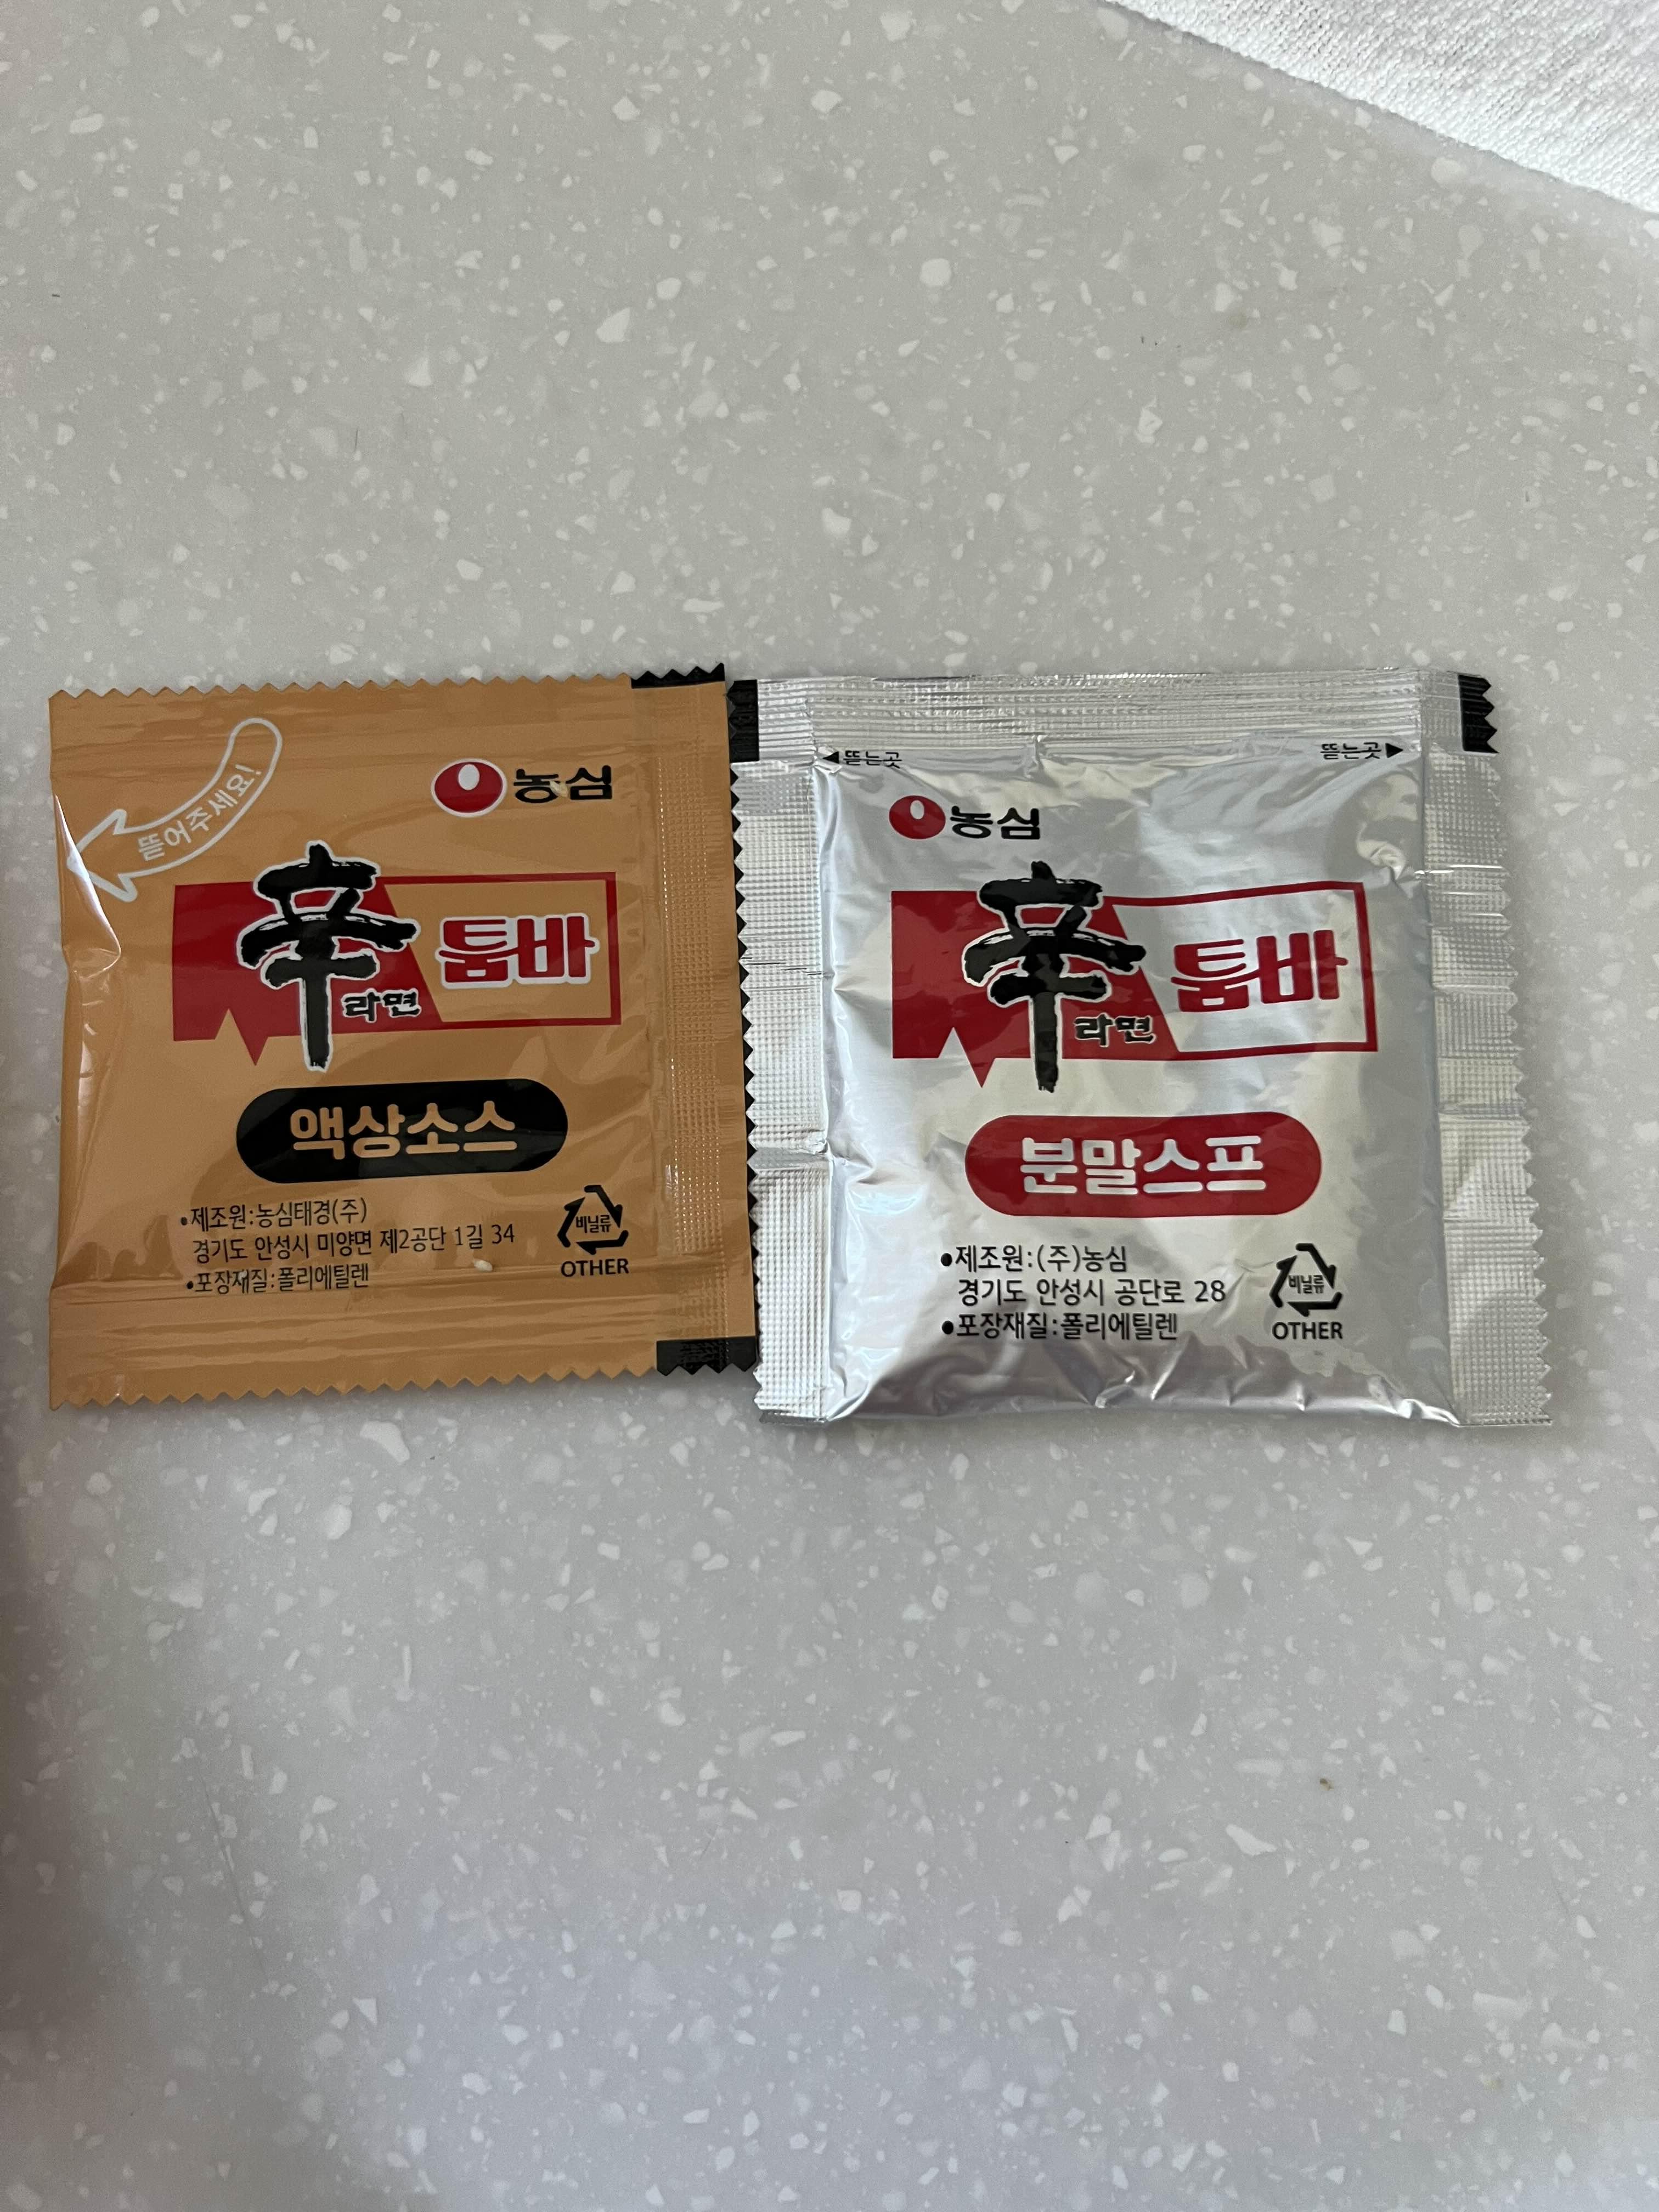 뜯어주세요!
농심
辛라면 툼바
액상소스
•제조원:농심태경(주)
경기도 안성시 미양면 제2공단 1길 34
•포장재질:폴리에틸렌
비닐류
OTHER
◀뜯는곳
뜯는곳▶
농심
辛라면 툼바
분말스프
•제조원:(주)농심
경기도 안성시 공단로 28
•포장재질:폴리에틸렌
비닐류
OTHER